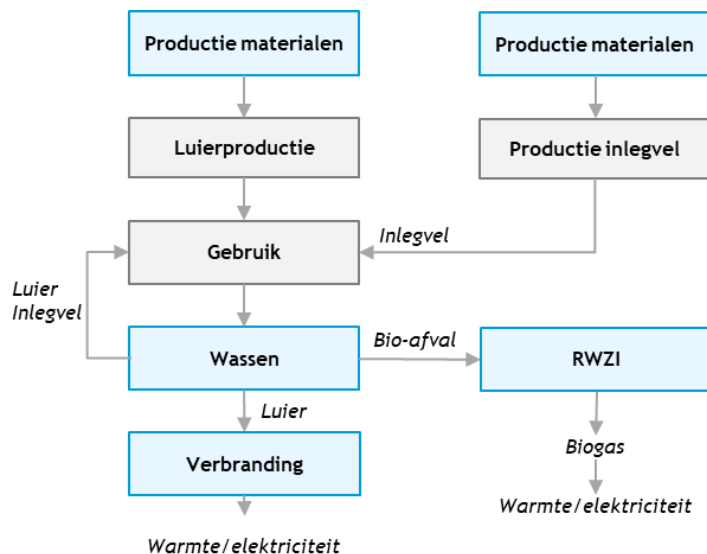 Productie materialen
Productie materialen
Luierproductie
Productie inlegvel
Inlegvel
Gebruik
Luier
Inlegvel
Bio-afval
Wassen
RWZI
Luier
Biogas
Verbranding
Warmte/elektriciteit
Warmte/elektriciteit